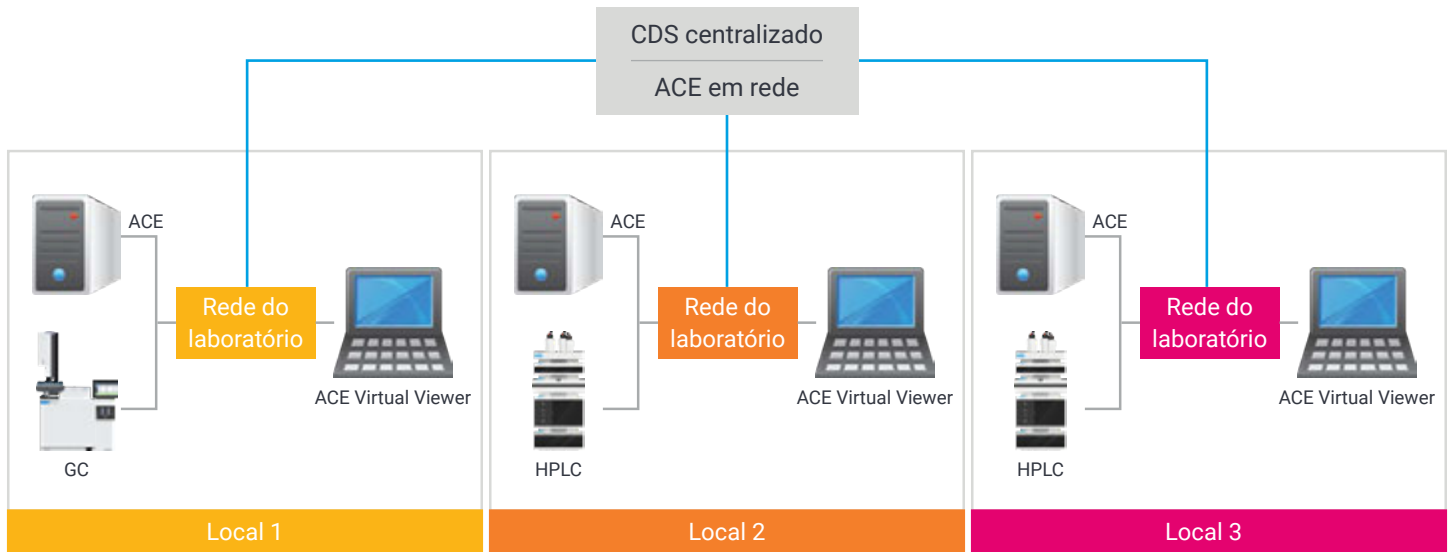 CDS centralizado
ACE em rede
ACE
Rede do
laboratório
ACE Virtual Viewer
GC
Local 1
ACE
Rede do
laboratório
ACE Virtual Viewer
HPLC
Local 2
ACE
Rede do
laboratório
ACE Virtual Viewer
HPLC
Local 3